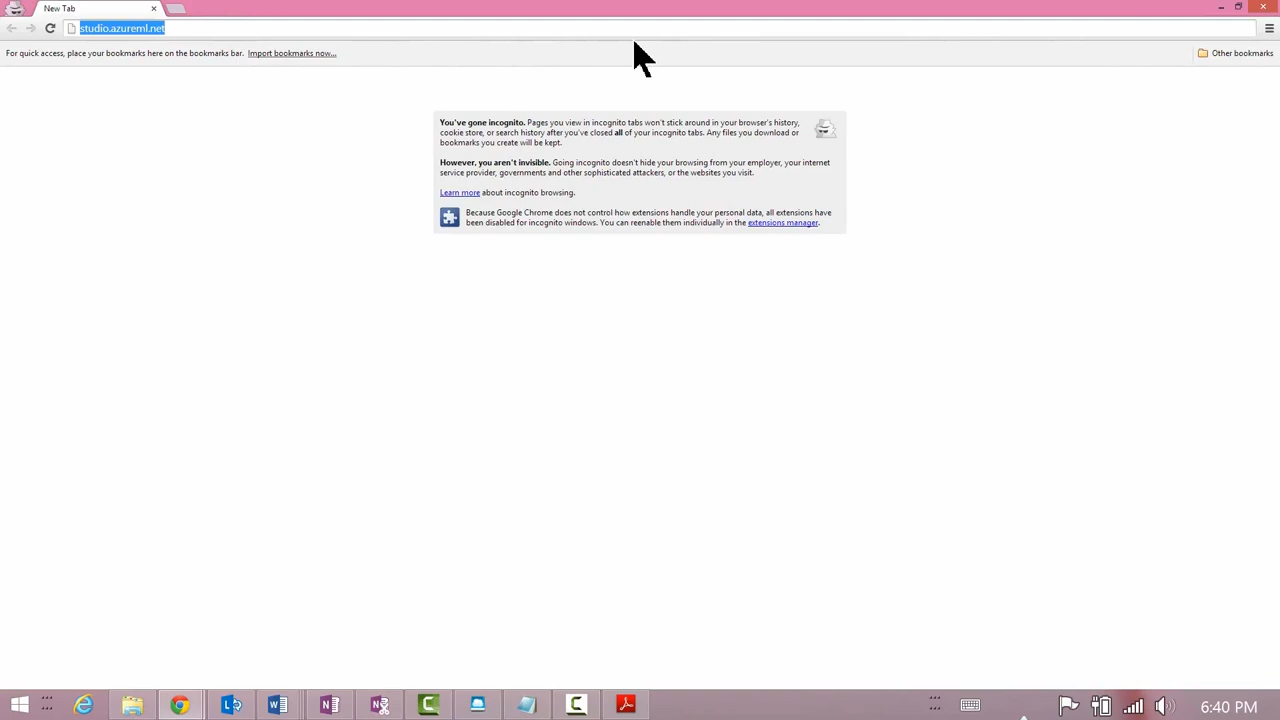 New Tab
studio.azureml.net
For quick access, place your bookmarks here on the bookmarks bar. Import bookmarks now...
Other bookmarks
You've gone incognito. Pages you view in incognito tabs won't stick around in your browser's history,
cookie store, or search history after you've closed all of your incognito tabs. Any files you download or
bookmarks you create will be kept.
However, you aren't invisible. Going incognito doesn't hide your browsing from your employer, your internet
service provider, governments and other sophisticated attackers, or the websites you visit.
Learn more about incognito browsing.
Because Google Chrome does not control how extensions handle your personal data, all extensions have
been disabled for incognito windows. You can reenable them individually in the extensions manager.
6:40 PM